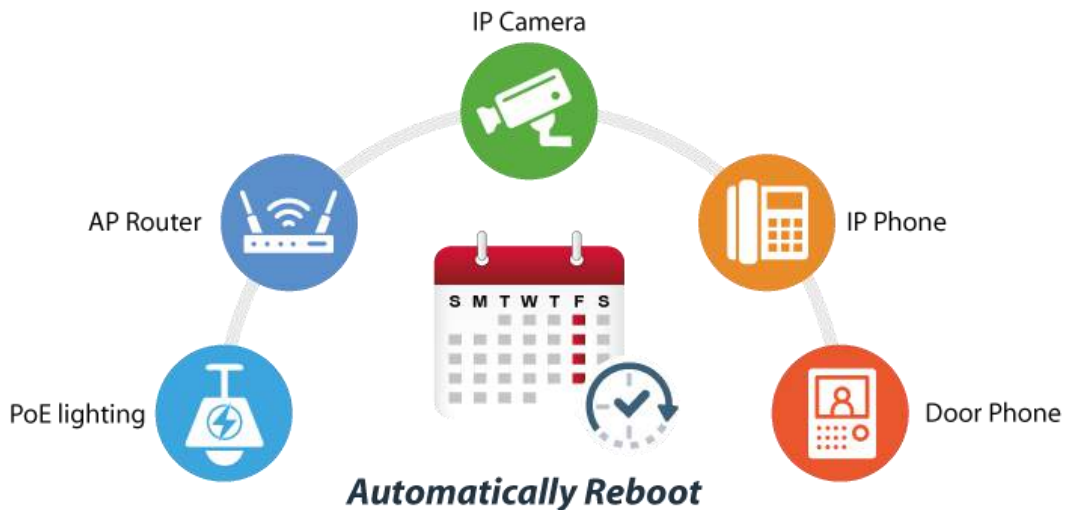 IP Camera
AP Router
IP Phone
S M T W T F S
PoE lighting
Door Phone
Automatically Reboot